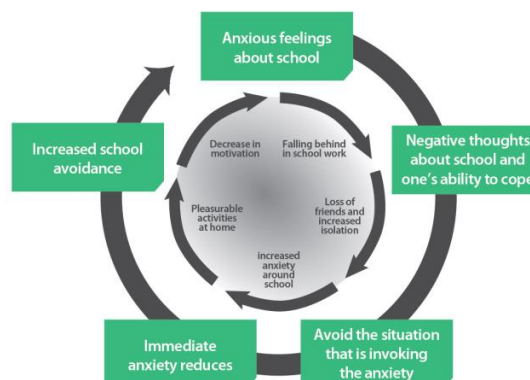 Anxious feelings
about school
Negative thoughts
about school and
one's ability to cope
Avoid the situation
that is invoking
the anxiety
Immediate
anxiety reduces
Increased school
avoidance
Falling behind
in school work
Loss of
friends and
increased
isolation
increased
anxiety
around
school
Pleasurable
activities
at home
Decrease in
motivation